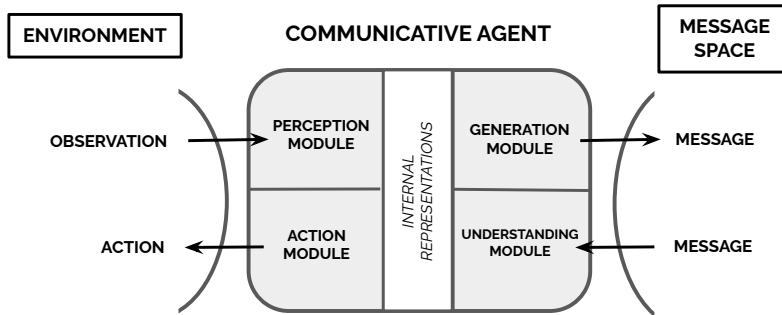 ENVIRONMENT
COMMUNICATIVE AGENT
MESSAGE
SPACE
OBSERVATION
PERCEPTION
MODULE
INTERNAL
REPRESENTATIONS
GENERATION
MODULE
MESSAGE
ACTION
ACTION
MODULE
UNDERSTANDING
MODULE
MESSAGE